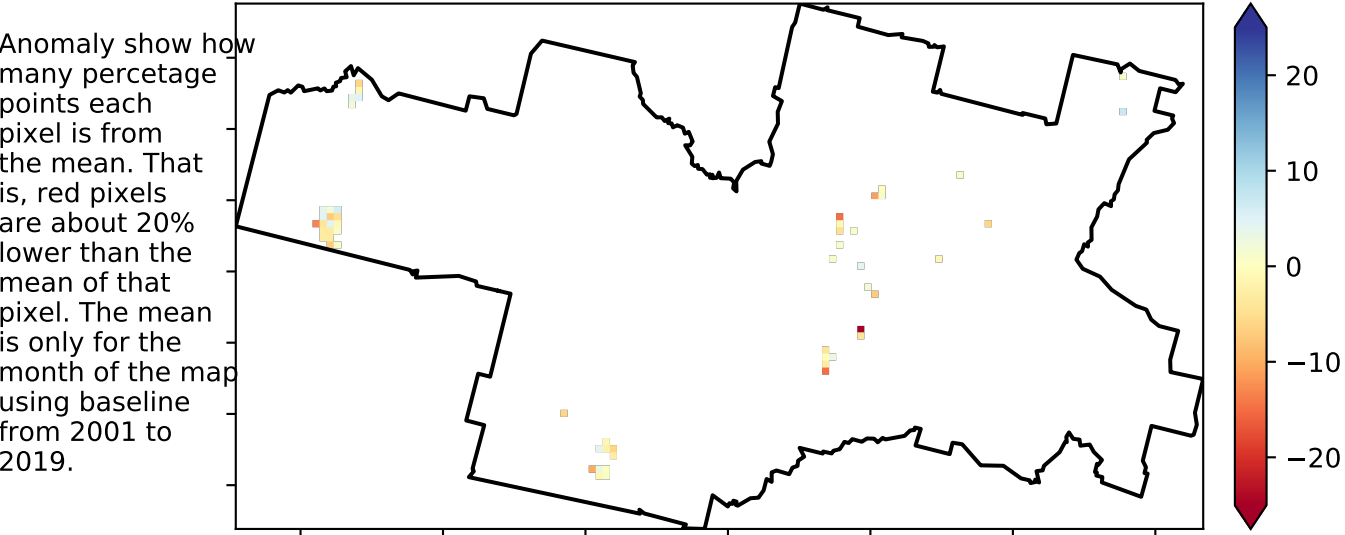 Anomaly show how
many percetage
points each
pixel is from
the mean. That
is, red pixels
are about 20%
lower than the
mean of that
pixel. The mean
is only for the
month of the map
using baseline
from 2001 to
2019.
20
10
0
−10
−20